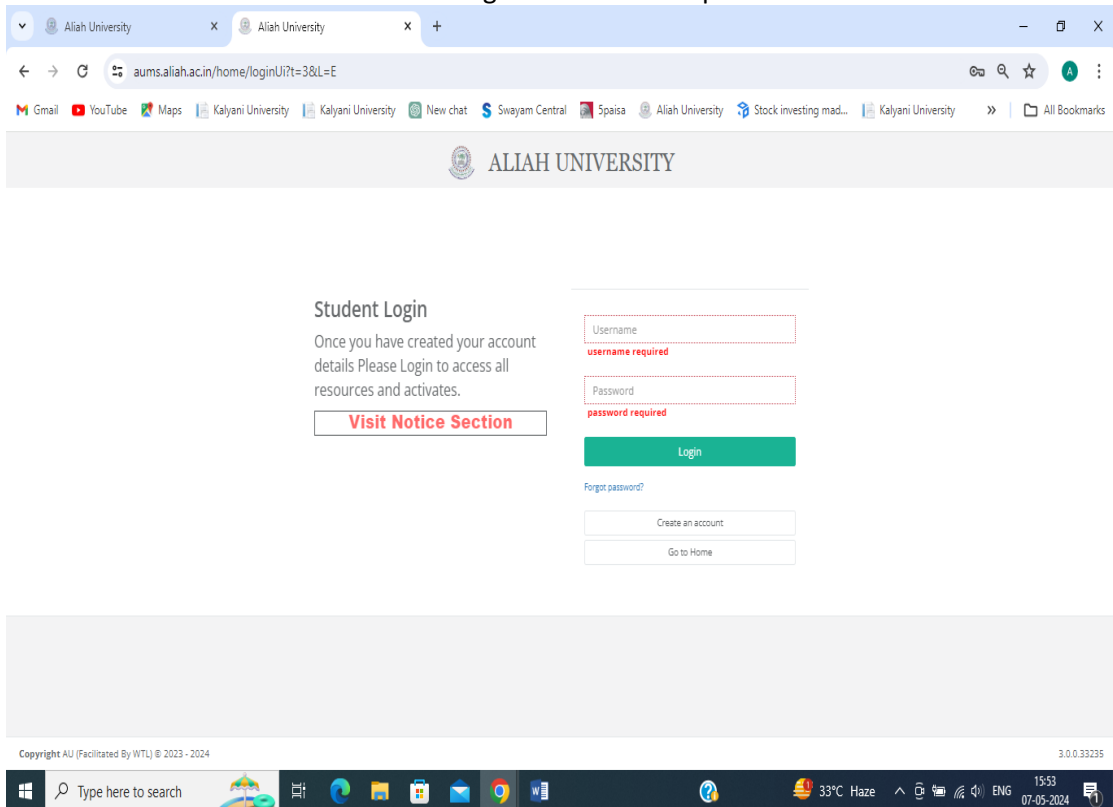 Aliah University
Aliah University
aums.aliah.ac.in/home/loginUi?t=3&L=E
A
Gmail YouTube Maps Kalyani University Kalyani University New chat Swayam Central 5paisa Aliah University Stock investing mad... Kalyani University » All Bookmarks
ALIAH UNIVERSITY
Student Login
Once you have created your account
details Please Login to access all
resources and activates.
Visit Notice Section
Username
username required
Password
password required
Login
Forgot password?
Create an account
Go to Home
Copyright AU (Facilitated By WTL) © 2023 - 2024
3.0.0.33235
Type here to search
33°C Haze
ENG
15:53
07-05-2024